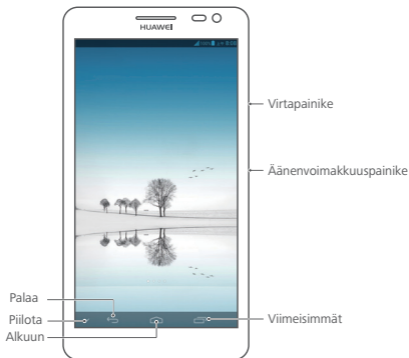 HUAWEI
Virtapainike
Äänenvoimakkuuspainike
Palaa
Piilota
Alkuun
Viimeisimmät